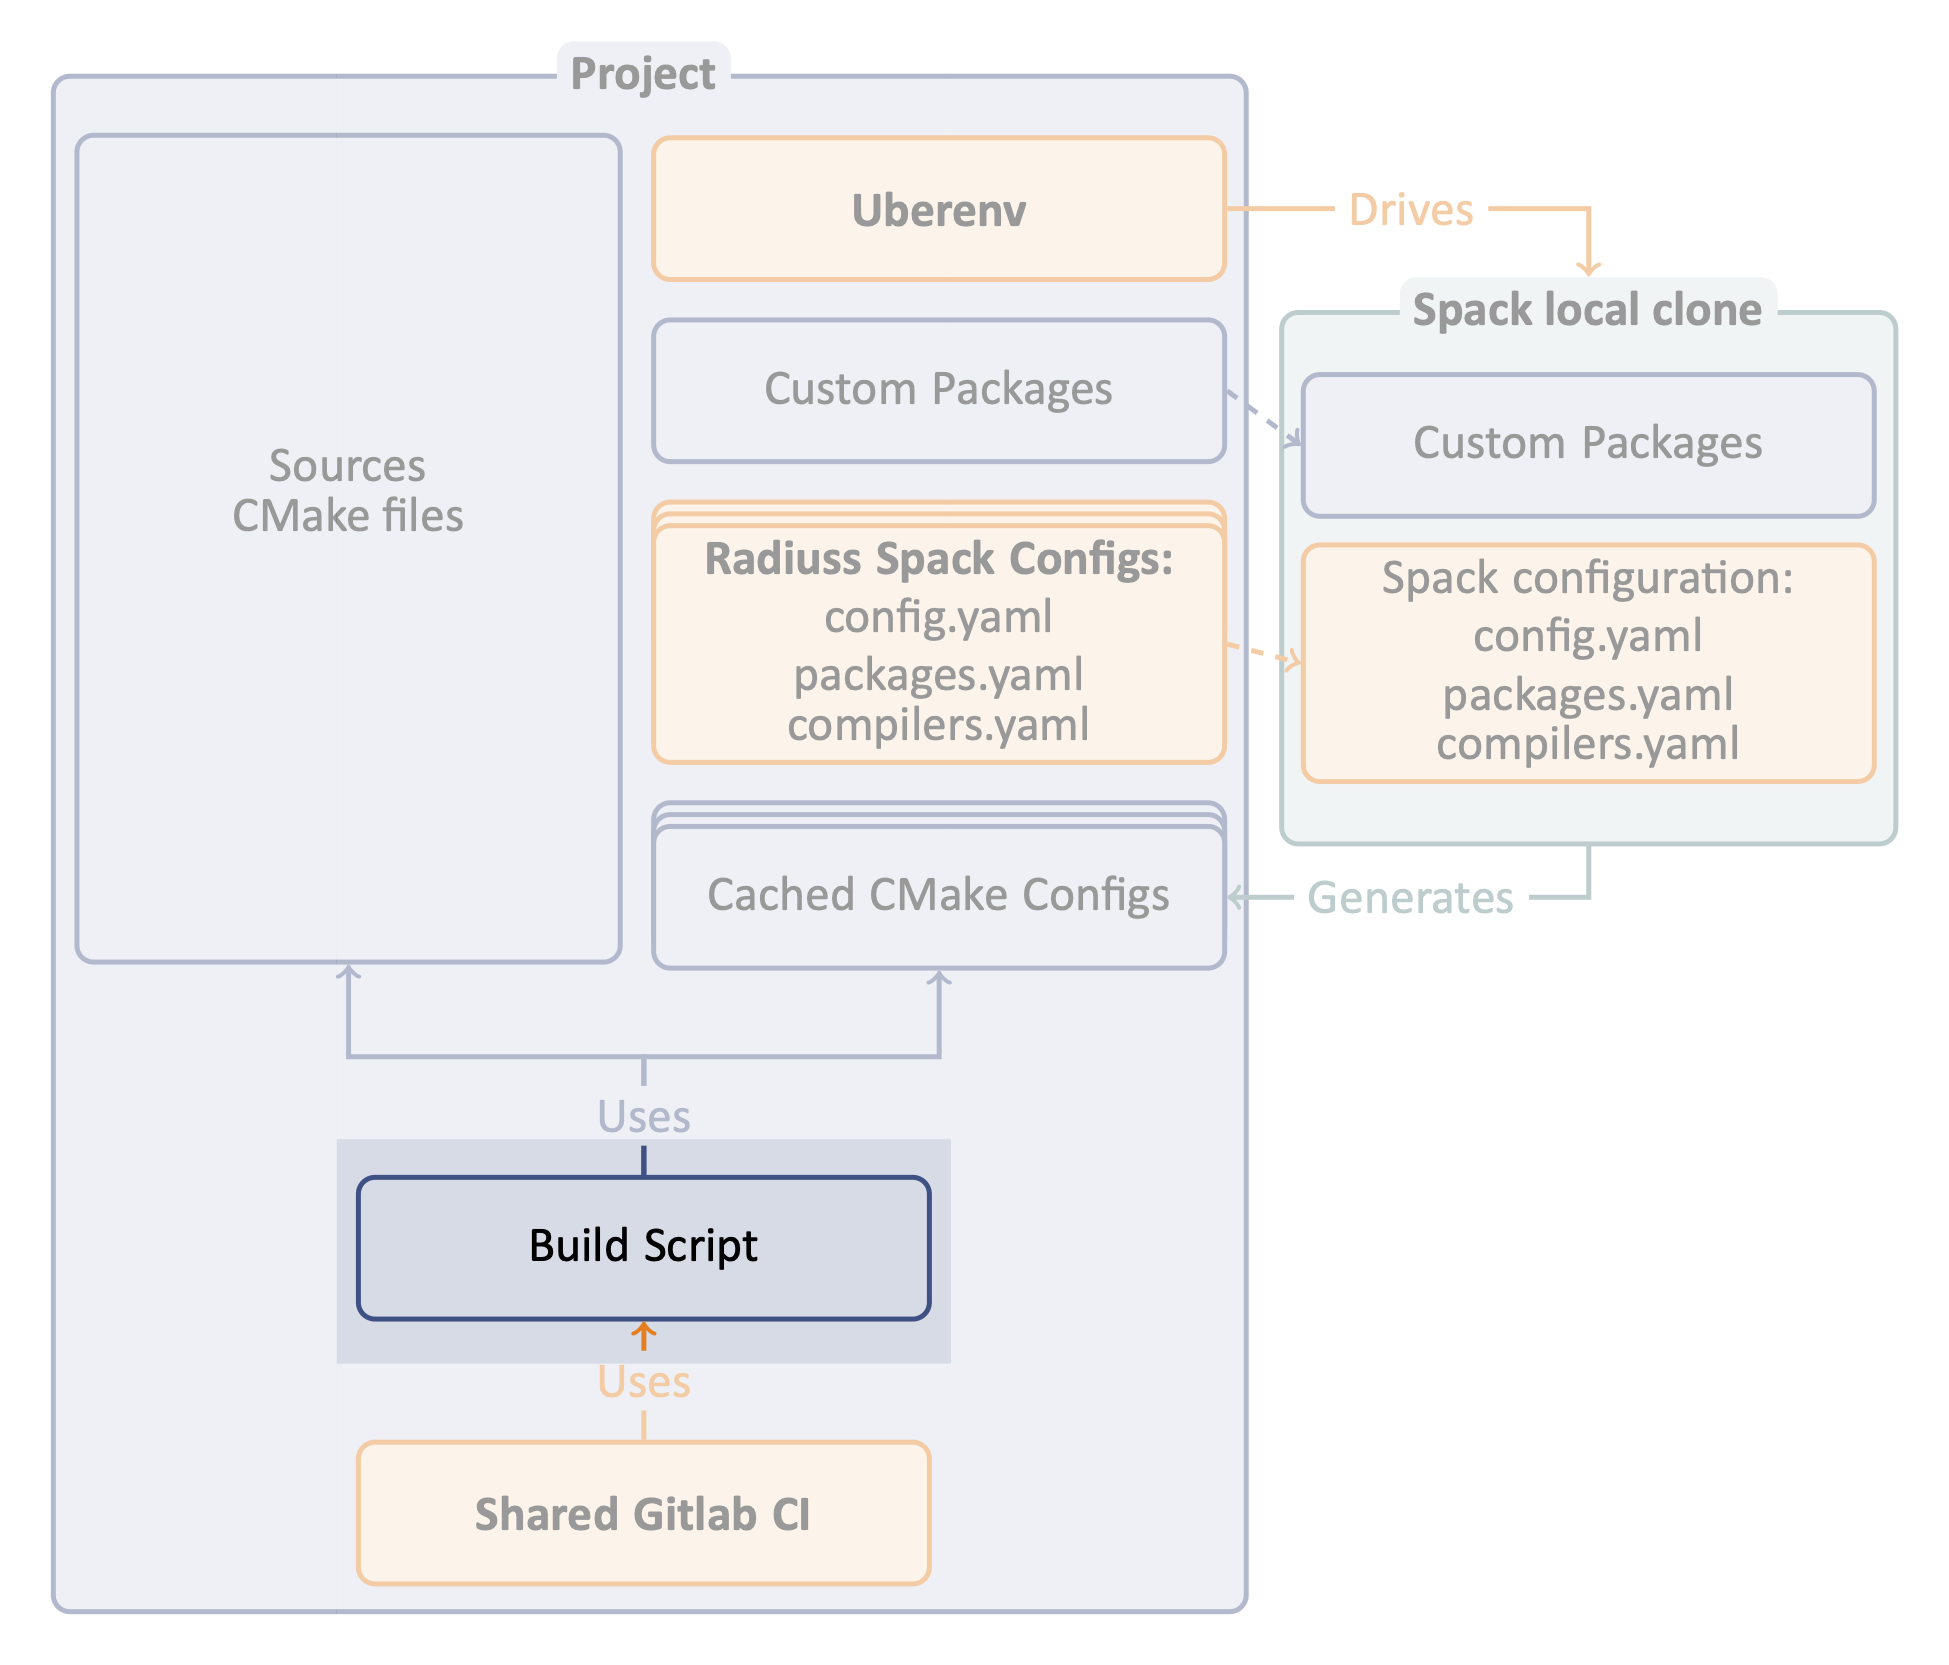 Project
Sources
CMake files
Uberenv
Drives
Custom Packages
Radiuss Spack Configs:
config.yaml
packages.yaml
compilers.yaml
Cached CMake Configs
Spack local clone
Custom Packages
Spack configuration:
config.yaml
packages.yaml
compilers.yaml
Generates
Uses
Build Script
Uses
Shared Gitlab CI